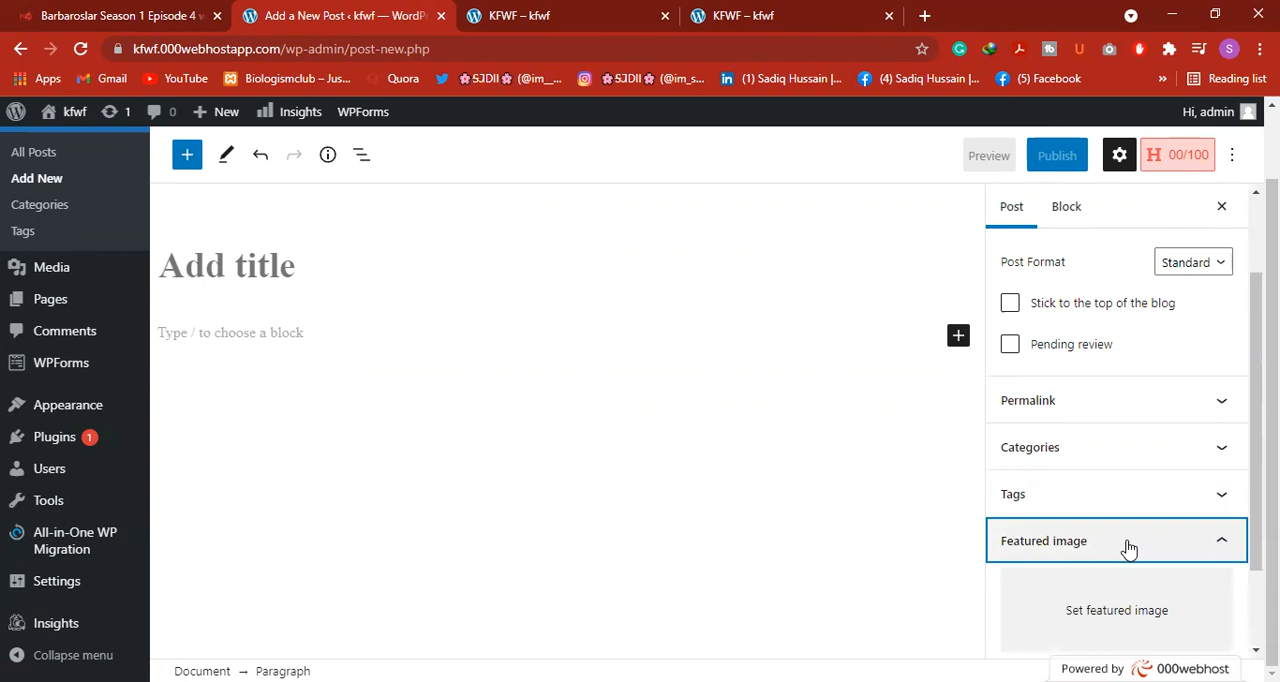 Barbaroslar Season 1 Episode 4 w
Add a New Post ‹ kfwf — WordPr
KFWF – kfwf
KFWF – kfwf
kfwf.000webhostapp.com/wp-admin/post-new.php
S
Apps
Gmail
YouTube
Biologismclub – Jus...
Quora
✿SJDII✿ (@im__...
✿SJDII✿ (@im_s...
(1) Sadiq Hussain |...
(4) Sadiq Hussain |...
(5) Facebook
»
Reading list
kfwf
1
0
New
Insights
WPForms
Hi, admin
All Posts
Add New
Categories
Tags
Media
Pages
Comments
WPForms
Appearance
Plugins 1
Users
Tools
All-in-One WP
Migration
Settings
Insights
Collapse menu
Preview
Publish
H 00/100
Add title
Type / to choose a block
Post
Block
Post Format
Standard
Stick to the top of the blog
Pending review
Permalink
Categories
Tags
Featured image
Set featured image
Document → Paragraph
Powered by 000webhost